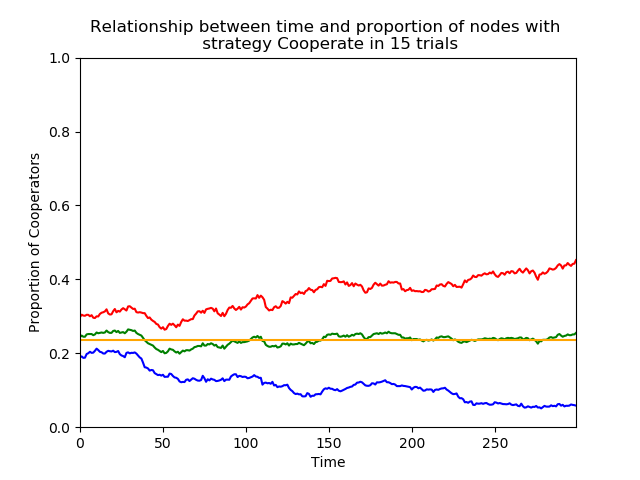 Relationship between time and proportion of nodes with
strategy Cooperate in 15 trials
1.0
0.8
0.6
0.4
0.2
0.0
Proportion of Cooperators
0 50 100 150 200 250
Time